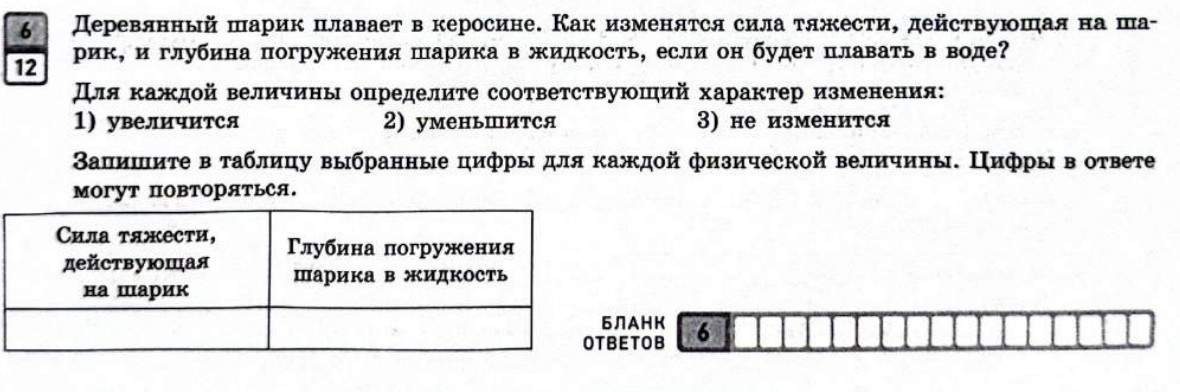 6
12
Деревянный шарик плавает в керосине. Как изменятся сила тяжести, действующая на ша-
рик, и глубина погружения шарика в жидкость, если он будет плавать в воде?
Для каждой величины определите соответствующий характер изменения:
1) увеличится 2) уменьшится 3) не изменится
Запишите в таблицу выбранные цифры для каждой физической величины. Цифры в ответе
могут повторяться.
Сила тяжести,
действующая
на шарик
Глубина погружения
шарика в жидкость
БЛАНК
ОТВЕТОВ
6